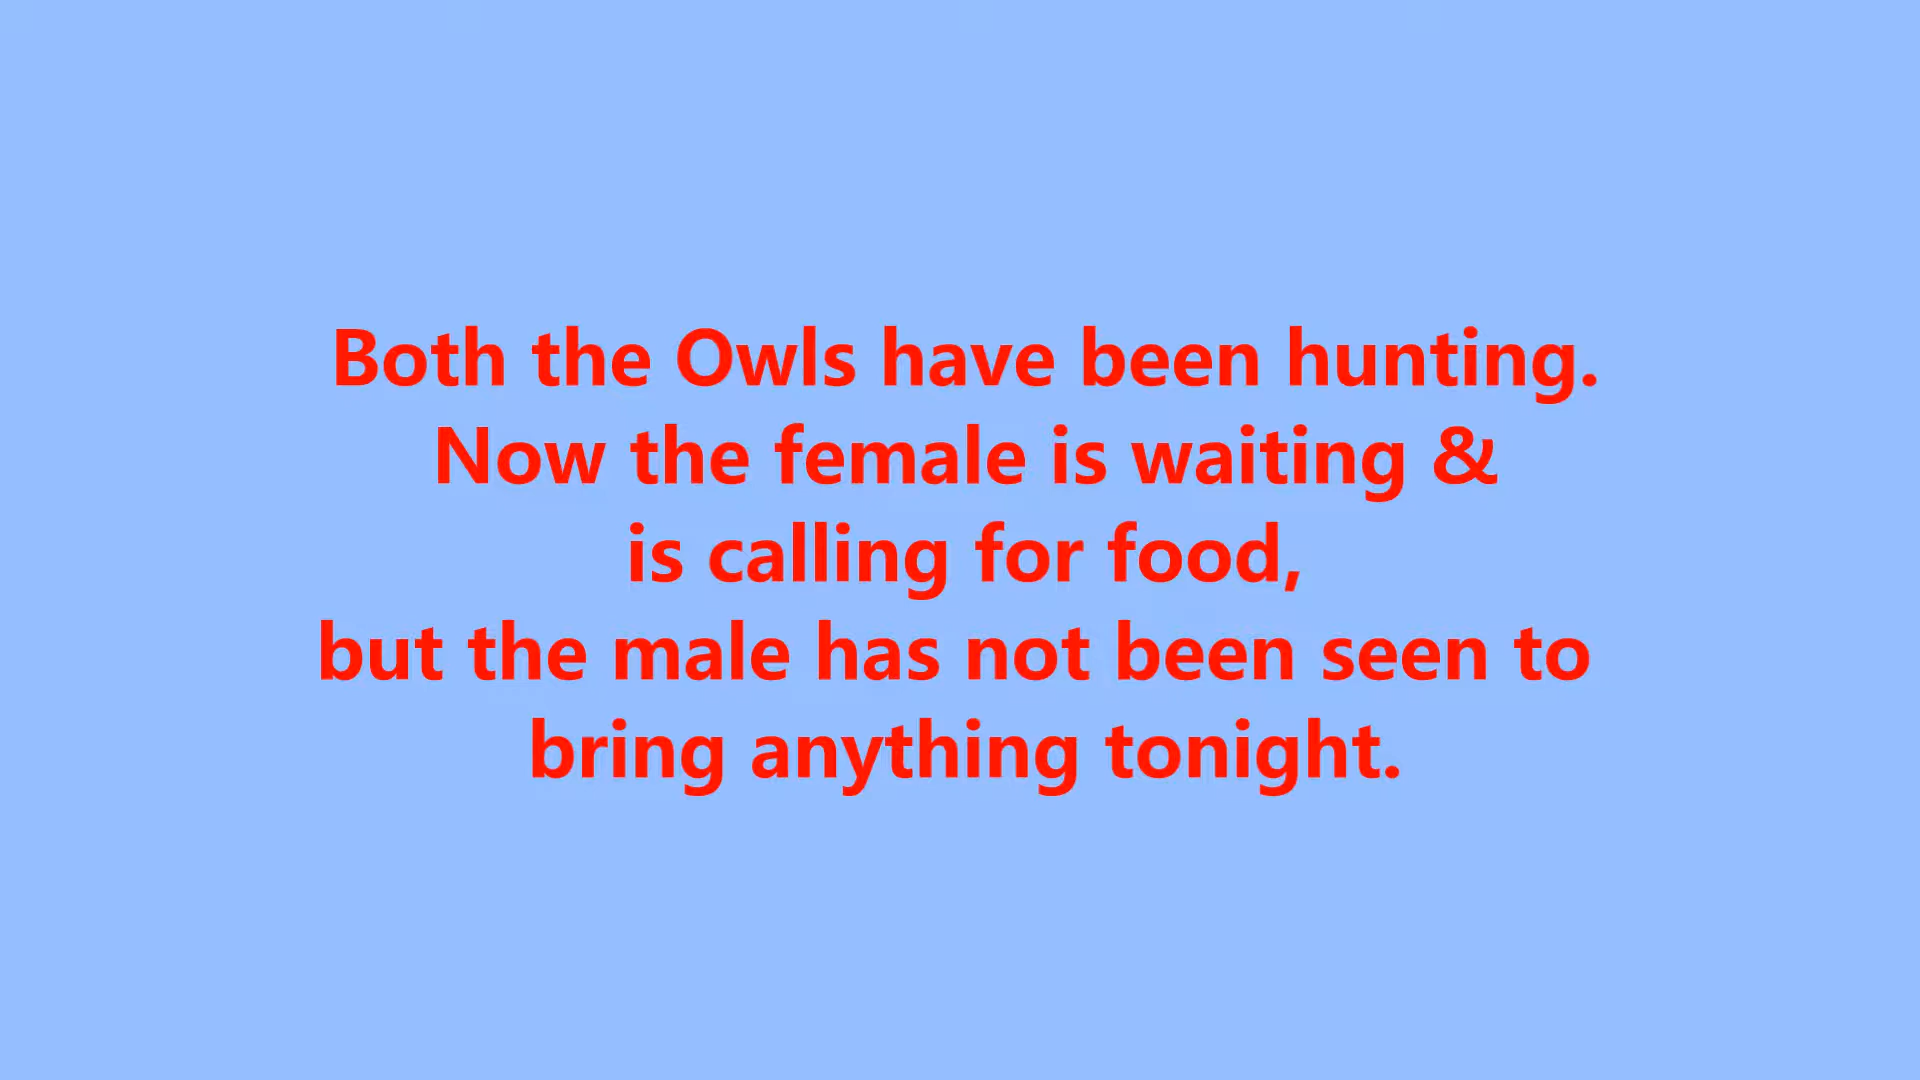 Both the Owls have been hunting.
Now the female is waiting &
is calling for food,
but the male has not been seen to
bring anything tonight.